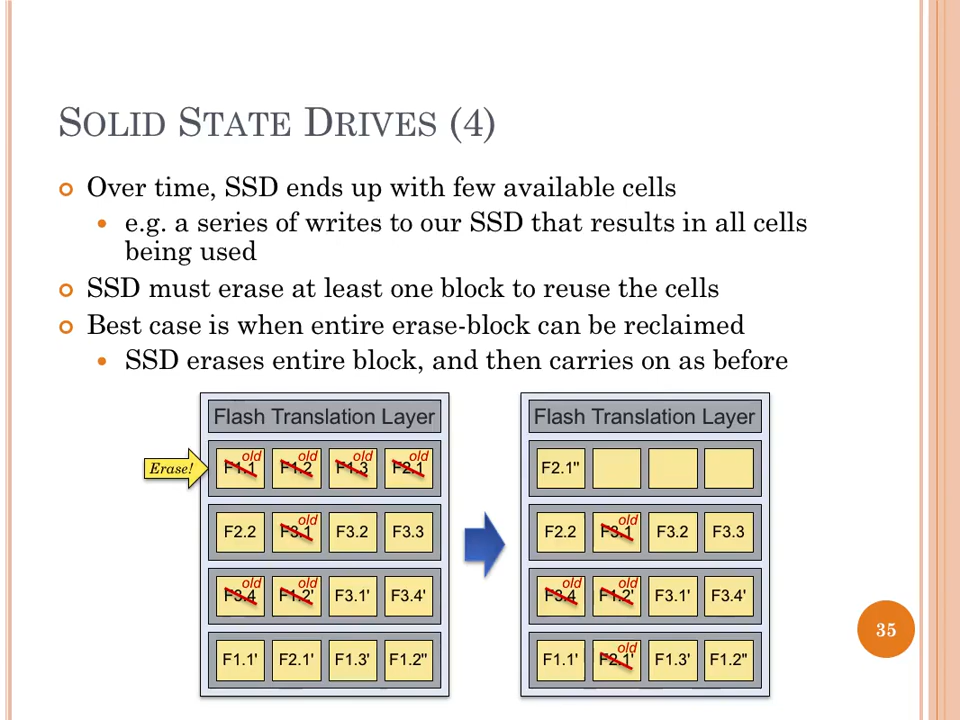 SOLID STATE DRIVES (4)
Over time, SSD ends up with few available cells
e.g. a series of writes to our SSD that results in all cells
being used
SSD must erase at least one block to reuse the cells
Best case is when entire erase-block can be reclaimed
SSD erases entire block, and then carries on as before
Flash Translation Layer
Erase!
F1.1 old F1.2 old F1.3 old F2.1 old
F2.2 F3.1 old F3.2 F3.3
F3.4 old F1.2' old F3.1' F3.4'
F1.1' F2.1' F1.3' F1.2"
Flash Translation Layer
F2.1"
F2.2 F3.1 old F3.2 F3.3
F3.4 old F1.2' old F3.1' F3.4'
F1.1' F2.1' old F1.3' F1.2"
35